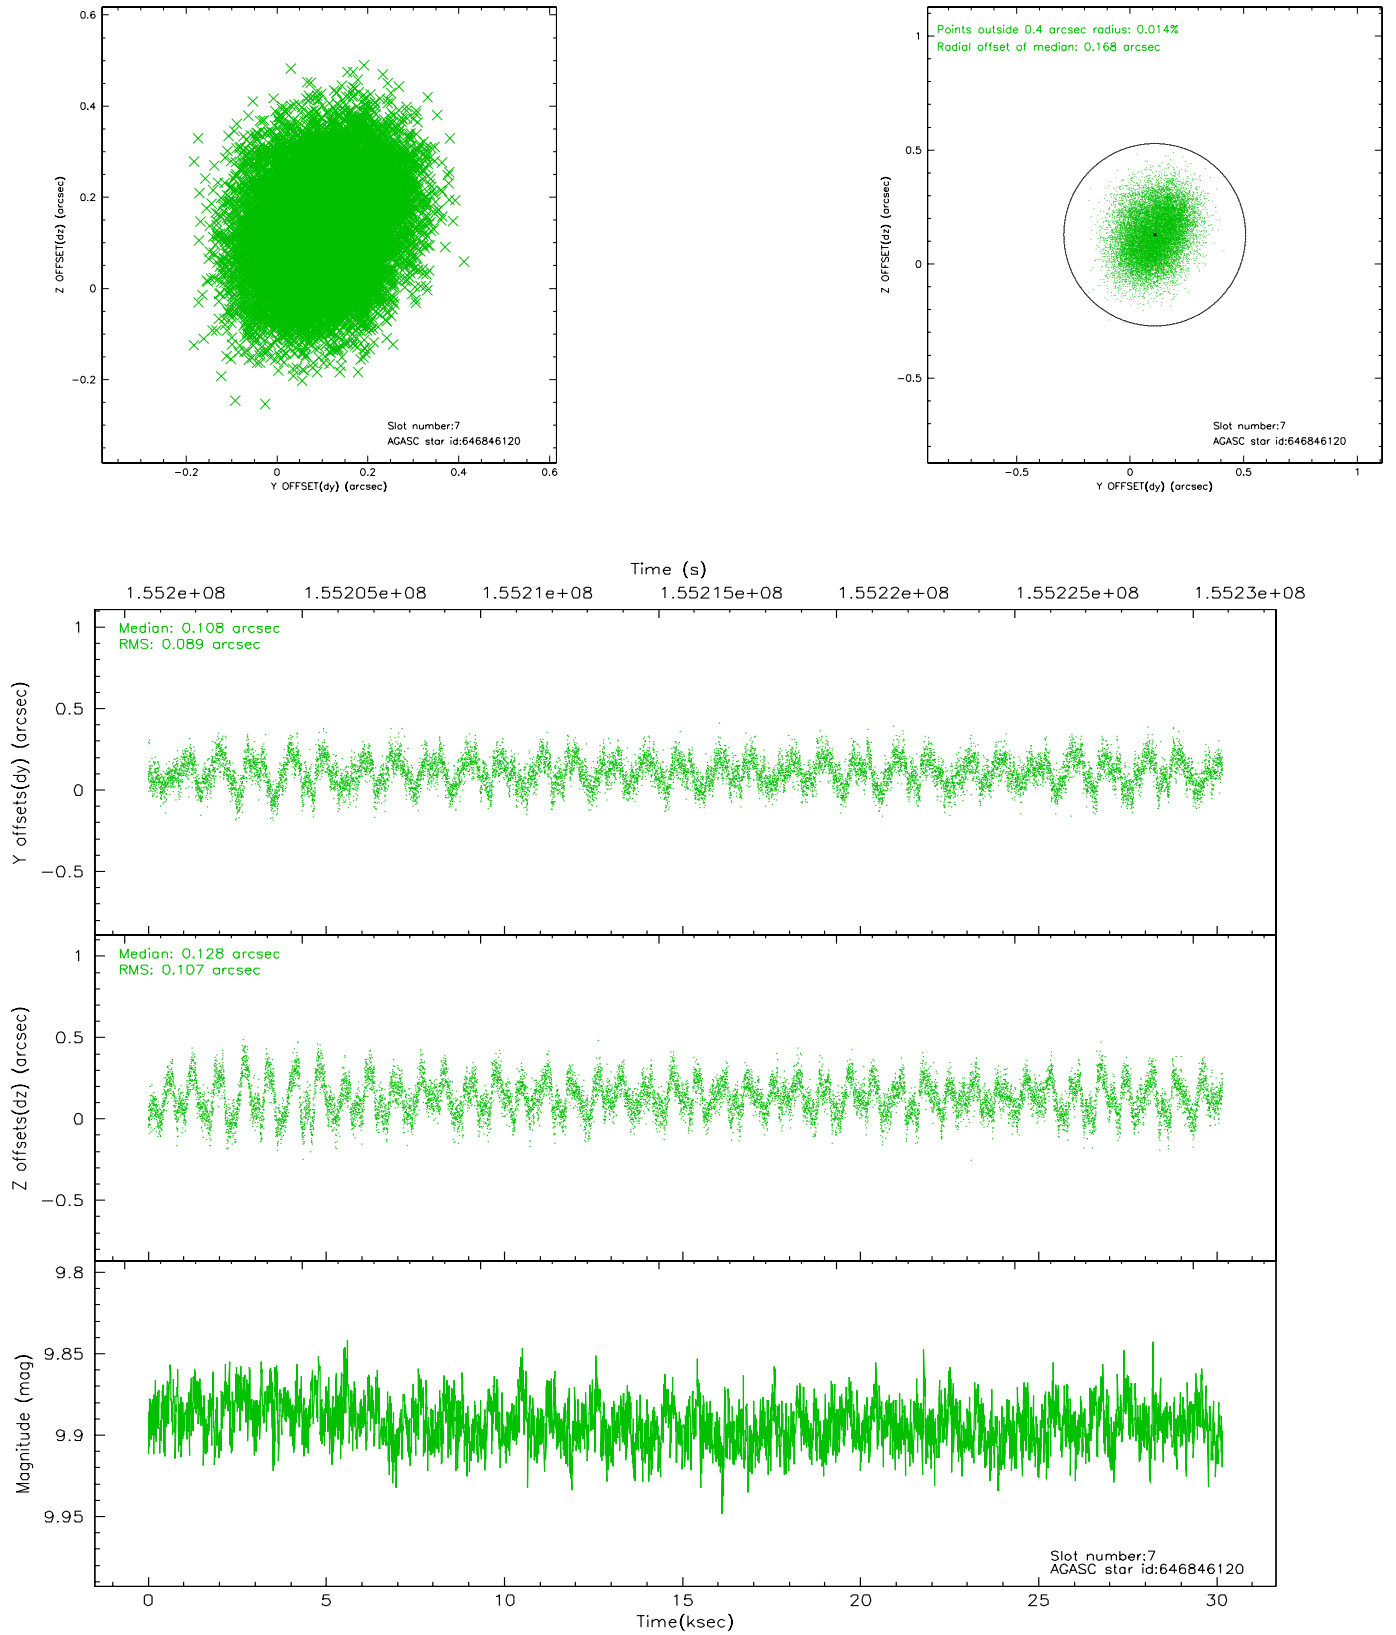 0.6
0.4
0.2
0
−0.2
Z OFFSET(dz) (arcsec)
Slot number:7
AGASC star id:646846120
−0.2 0 0.2 0.4 0.6
Y OFFSET(dy) (arcsec)
Points outside 0.4 arcsec radius: 0.014%
Radial offset of median: 0.168 arcsec
1
0.5
0
−0.5
Z OFFSET(dz) (arcsec)
Slot number:7
AGASC star id:646846120
−0.5 0 0.5 1
Y OFFSET(dy) (arcsec)
Time (s)
1.552e+08 1.55205e+08 1.5521e+08 1.55215e+08 1.5522e+08 1.55225e+08 1.5523e+08
Median: 0.108 arcsec
RMS: 0.089 arcsec
1
0.5
0
−0.5
Y offsets(dy) (arcsec)
Median: 0.128 arcsec
RMS: 0.107 arcsec
1
0.5
0
−0.5
Z offsets(dz) (arcsec)
9.8
9.85
9.9
9.95
Magnitude (mag)
Slot number:7
AGASC star id:646846120
0 5 10 15 20 25 30
Time(ksec)